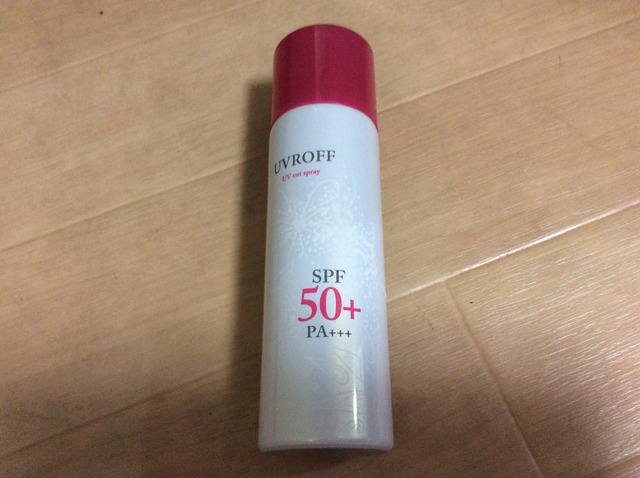 UVROFF
UV cut spray
SPF
50+
PA+++